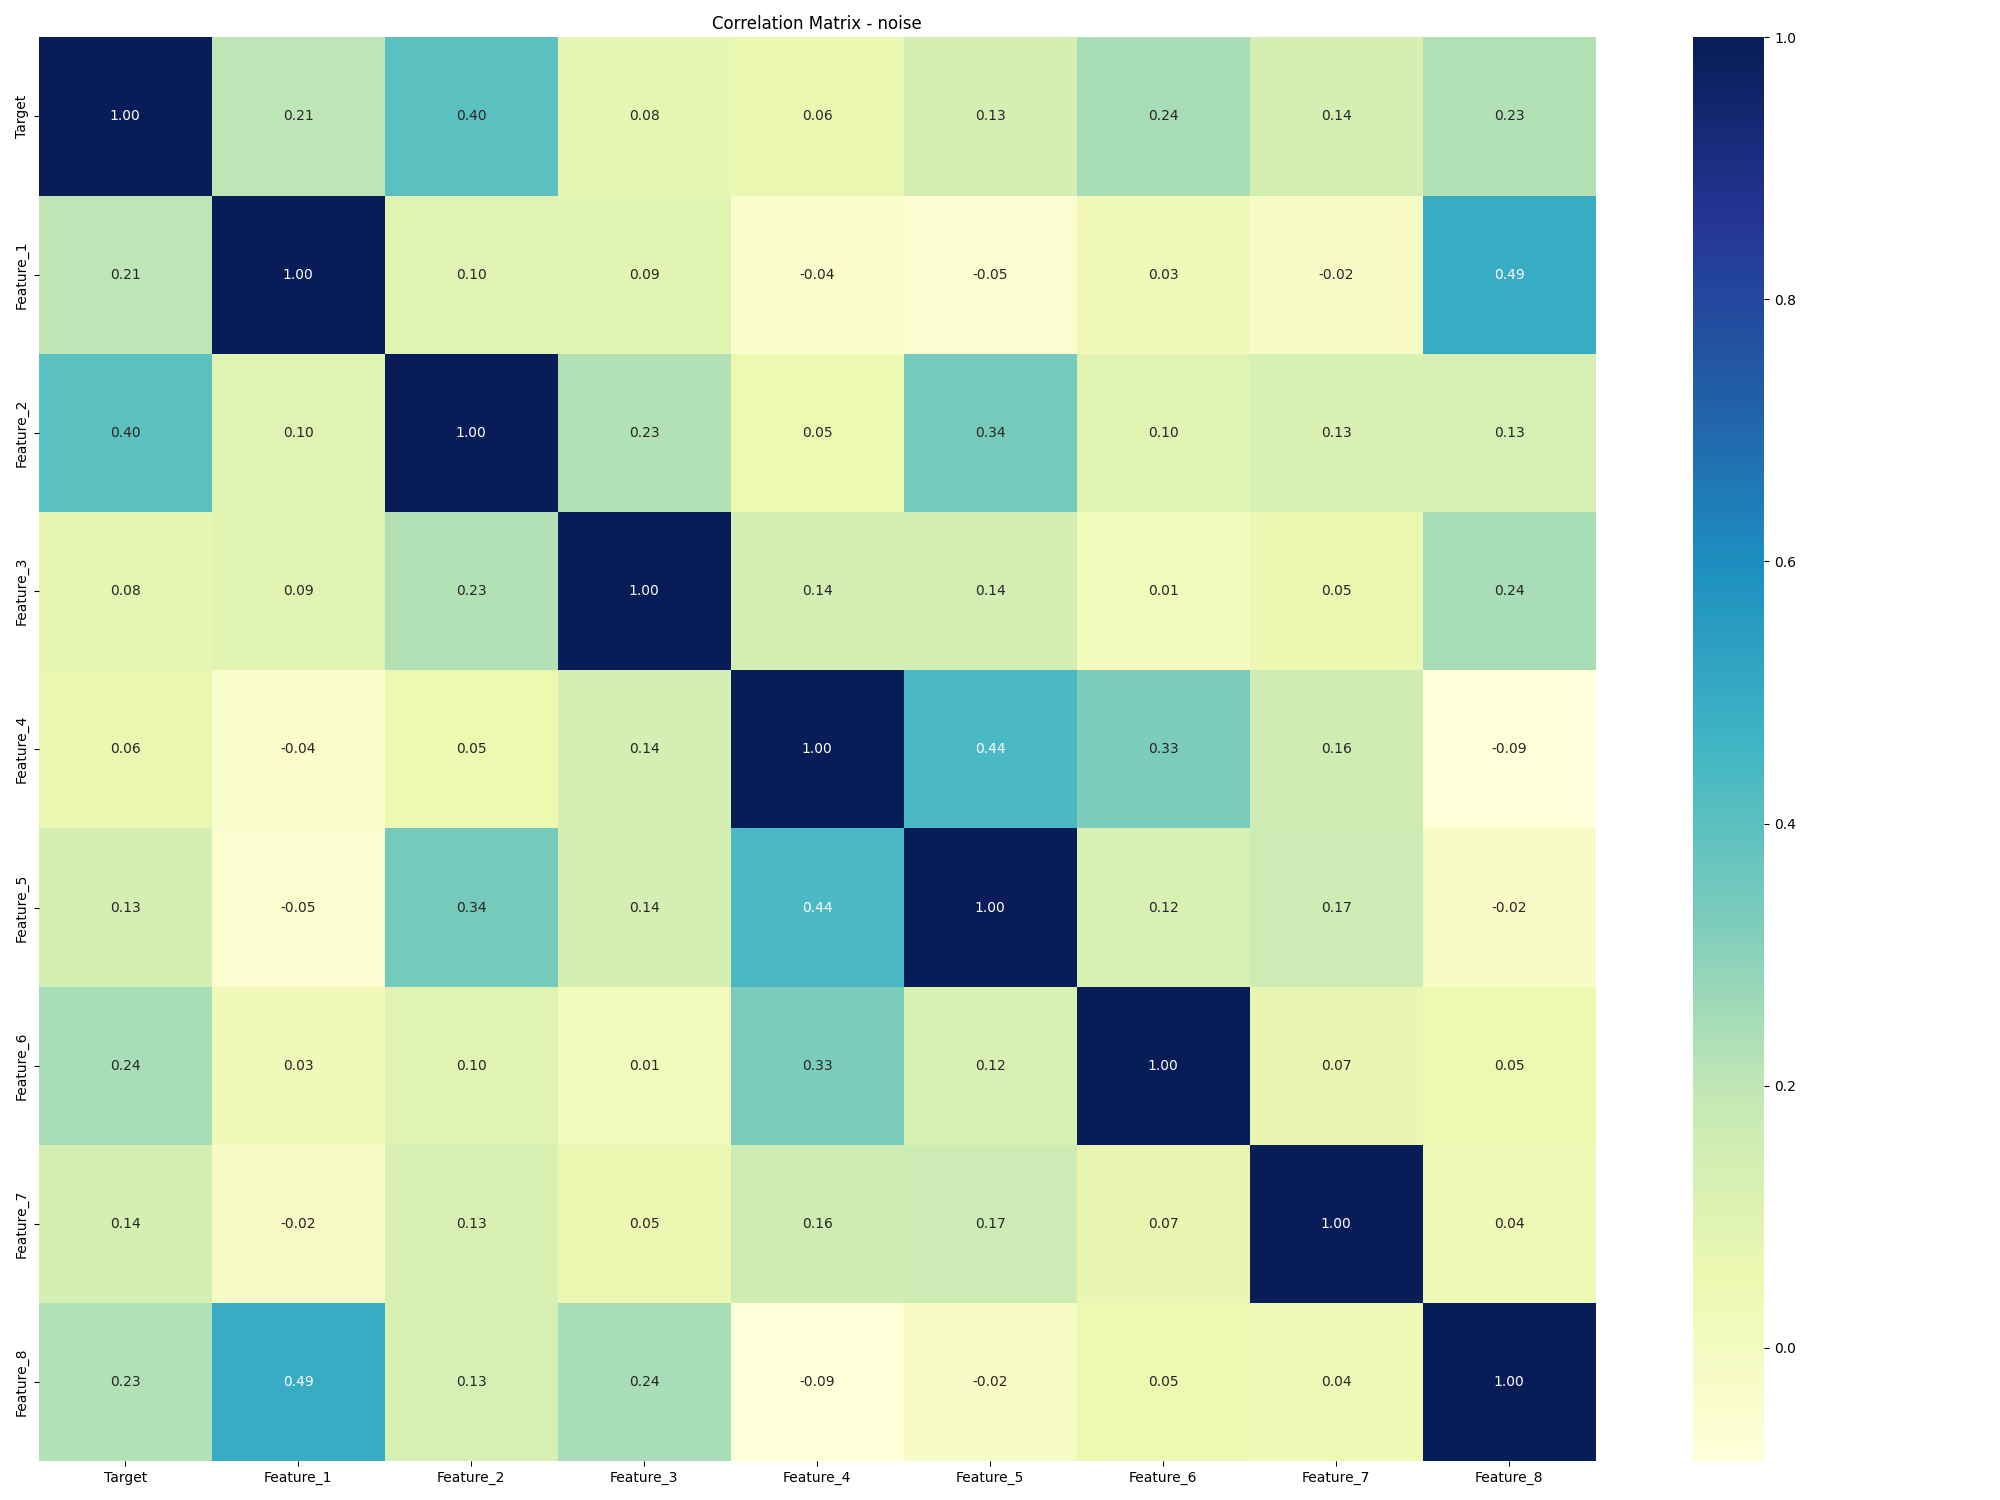 Correlation Matrix - noise
Target 1.00 0.21 0.40 0.08 0.06 0.13 0.24 0.14 0.23
Feature_1 0.21 1.00 0.10 0.09 -0.04 -0.05 0.03 -0.02 0.49
Feature_2 0.40 0.10 1.00 0.23 0.05 0.34 0.10 0.13 0.13
Feature_3 0.08 0.09 0.23 1.00 0.14 0.14 0.01 0.05 0.24
Feature_4 0.06 -0.04 0.05 0.14 1.00 0.44 0.33 0.16 -0.09
Feature_5 0.13 -0.05 0.34 0.14 0.44 1.00 0.12 0.17 -0.02
Feature_6 0.24 0.03 0.10 0.01 0.33 0.12 1.00 0.07 0.05
Feature_7 0.14 -0.02 0.13 0.05 0.16 0.17 0.07 1.00 0.04
Feature_8 0.23 0.49 0.13 0.24 -0.09 -0.02 0.05 0.04 1.00
Target Feature_1 Feature_2 Feature_3 Feature_4 Feature_5 Feature_6 Feature_7 Feature_8
1.0
0.8
0.6
0.4
0.2
0.0